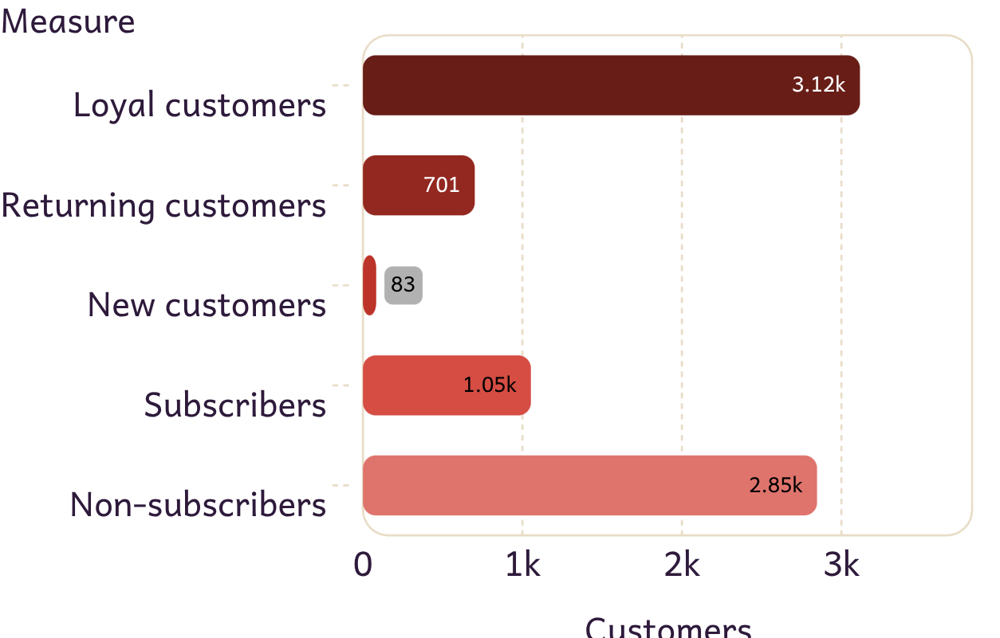 Measure
Loyal customers
3.12k
Returning customers
701
New customers
83
Subscribers
1.05k
Non-subscribers
2.85k
0
1k
2k
3k
Customers